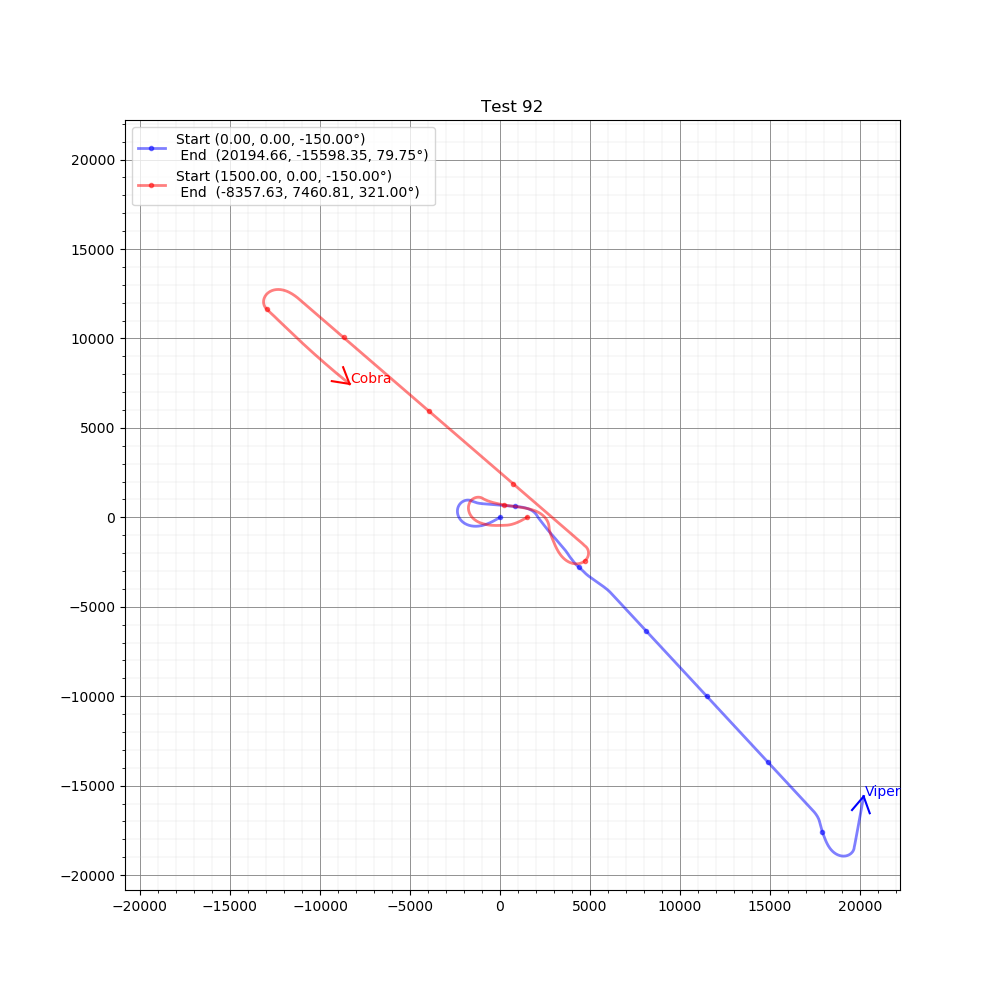 Test 92
Start (0.00, 0.00, -150.00°)
End (20194.66, -15598.35, 79.75°)
Start (1500.00, 0.00, -150.00°)
End (-8357.63, 7460.81, 321.00°)
20000
15000
10000
5000
0
−5000
−10000
−15000
−20000
Cobra
Viper
−20000 −15000 −10000 −5000 0 5000 10000 15000 20000